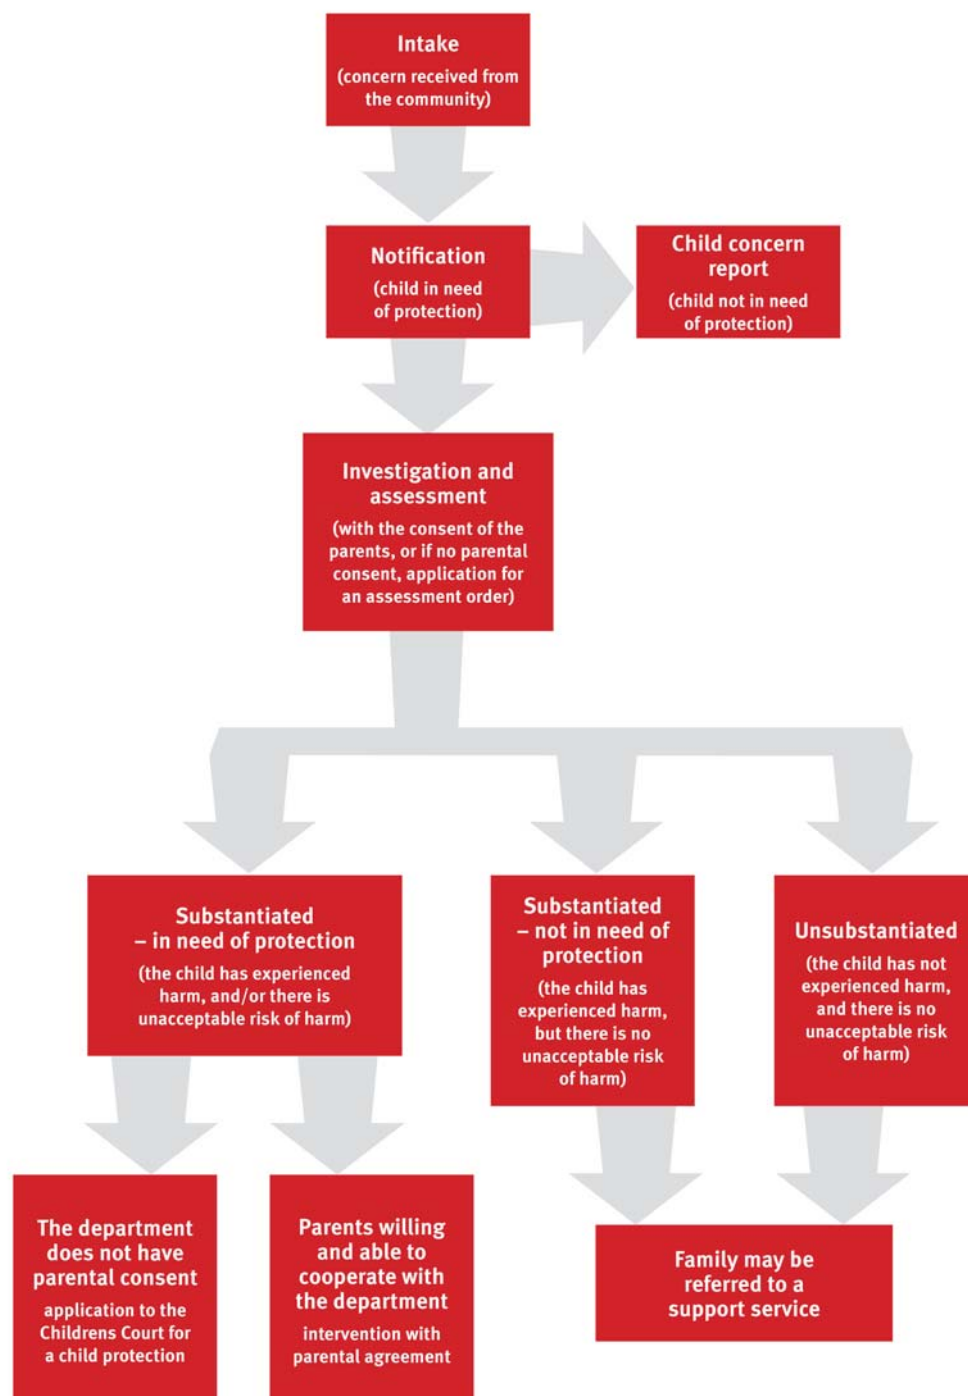 Intake
(concern received from
the community)
Notification
(child in need
of protection)
Child concern
report
(child not in need
of protection)
Investigation and
assessment
(with the consent of the
parents, or if no parental
consent, application for
an assessment order)
Substantiated
– in need of protection
(the child has experienced
harm, and/or there is
unacceptable risk of harm)
Substantiated
– not in need of
protection
(the child has
experienced harm,
but there is no
unacceptable risk
of harm)
Unsubstantiated
(the child has not
experienced harm,
and there is no
unacceptable risk
of harm)
The department
does not have
parental consent
application to the
Childrens Court for
a child protection
Parents willing
and able to
cooperate with
the department
intervention with
parental agreement
Family may be
referred to a
support service